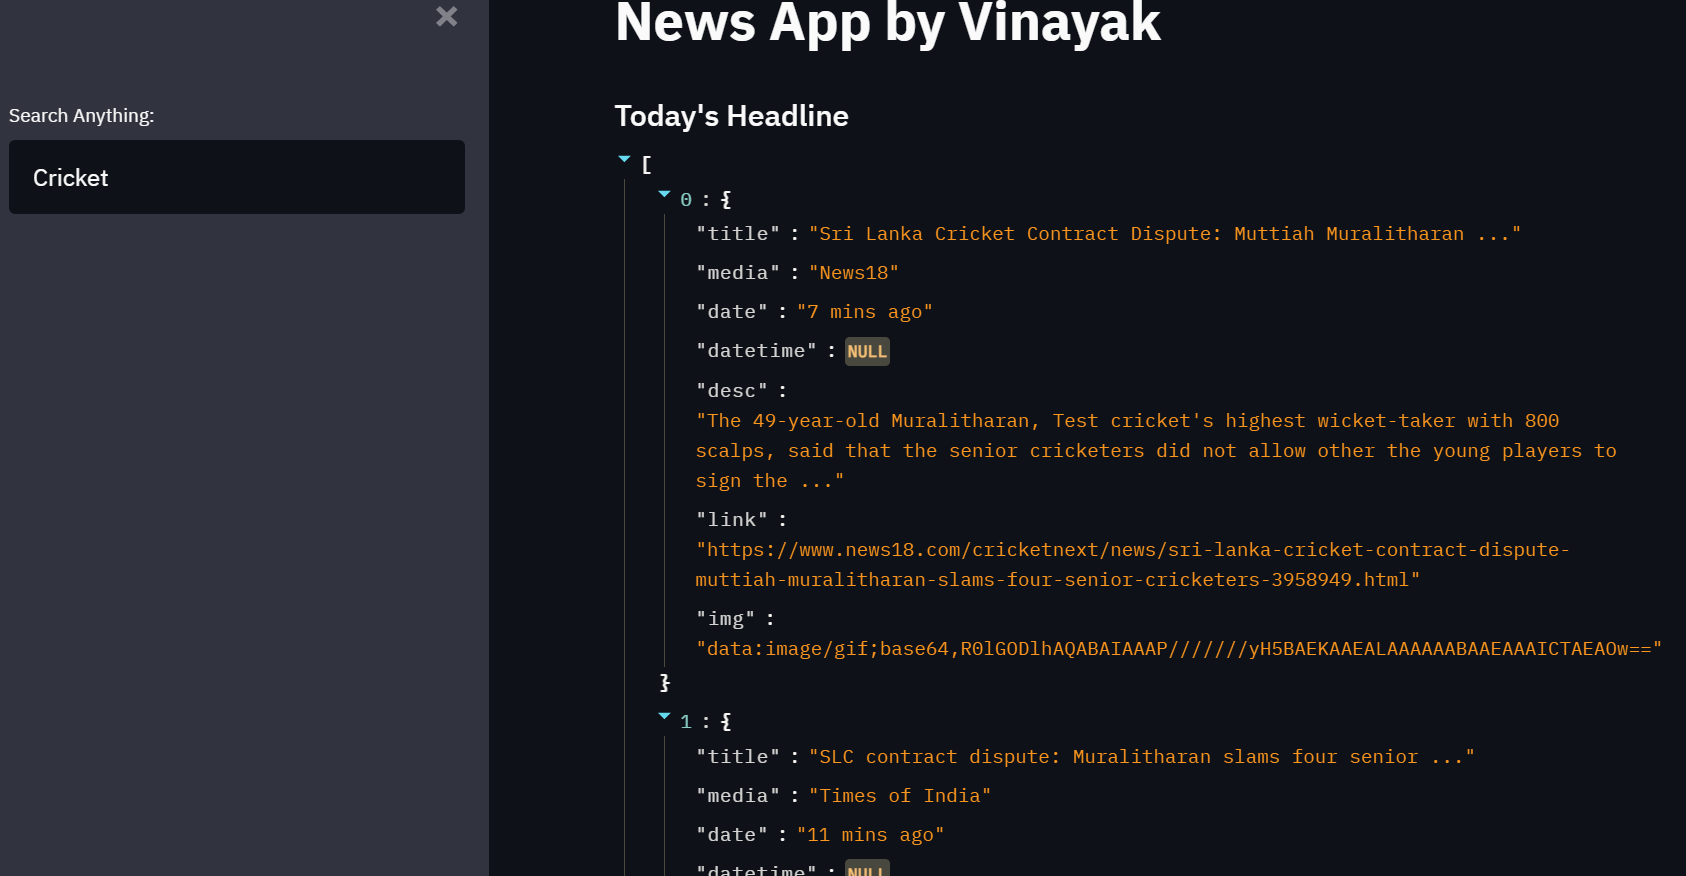 News App by Vinayak
Search Anything:
Cricket
Today's Headline
[
0 : {
"title" : "Sri Lanka Cricket Contract Dispute: Muttiah Muralitharan ..."
"media" : "News18"
"date" : "7 mins ago"
"datetime" : NULL
"desc" :
"The 49-year-old Muralitharan, Test cricket's highest wicket-taker with 800
scalps, said that the senior cricketers did not allow other the young players to
sign the ..."
"link" :
"https://www.news18.com/cricketnext/news/sri-lanka-cricket-contract-dispute-
muttiah-muralitharan-slams-four-senior-cricketers-3958949.html"
"img" :
"data:image/gif;base64,R0lGODlhAQABAIAAAP///////yH5BAEKAAEALAAAAAABAAEAAAICTAEAOw=="
}
1 : {
"title" : "SLC contract dispute: Muralitharan slams four senior ..."
"media" : "Times of India"
"date" : "11 mins ago"
"datetime" : NULL